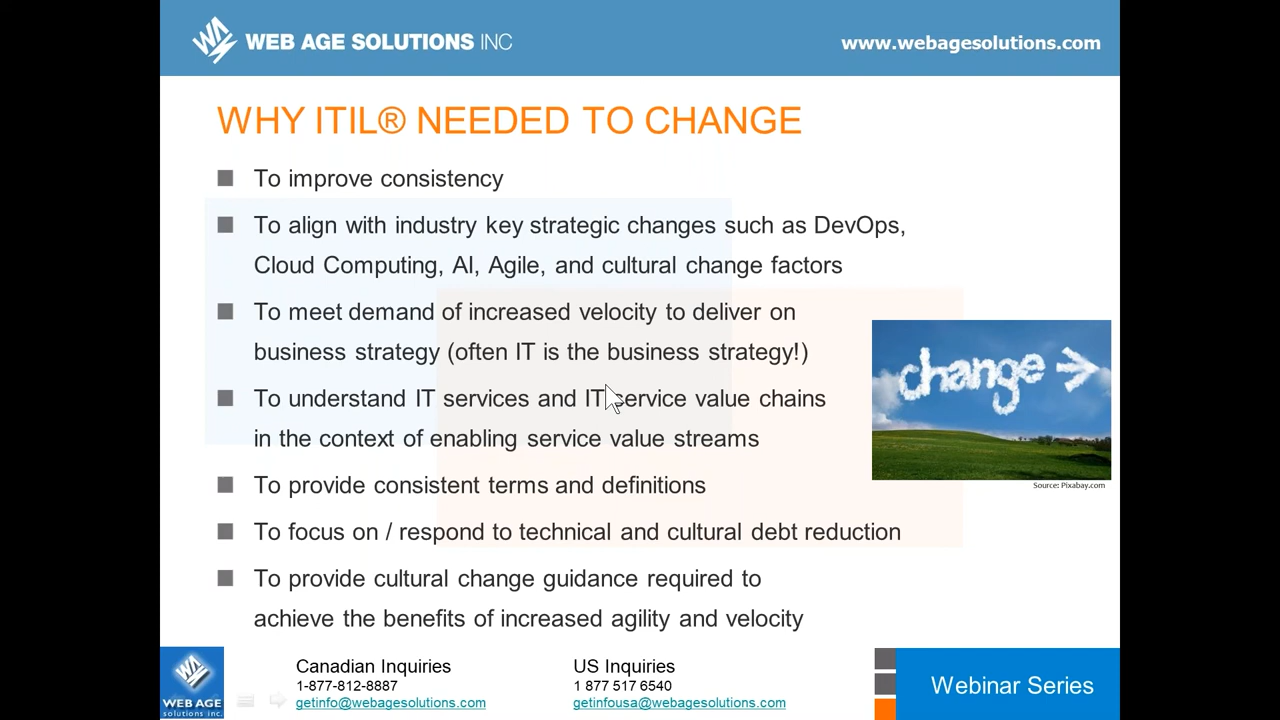 WEB AGE SOLUTIONS INC
www.webagesolutions.com
WHY ITIL® NEEDED TO CHANGE
To improve consistency
To align with industry key strategic changes such as DevOps,
Cloud Computing, AI, Agile, and cultural change factors
To meet demand of increased velocity to deliver on
business strategy (often IT is the business strategy!)
To understand IT services and IT service value chains
in the context of enabling service value streams
change
Source: Pixabay.com
To provide consistent terms and definitions
To focus on / respond to technical and cultural debt reduction
To provide cultural change guidance required to
achieve the benefits of increased agility and velocity
WEB AGE
solutions inc.
Canadian Inquiries
1-877-812-8887
getinfo@webagesolutions.com
US Inquiries
1 877 517 6540
getinfousa@webagesolutions.com
Webinar Series